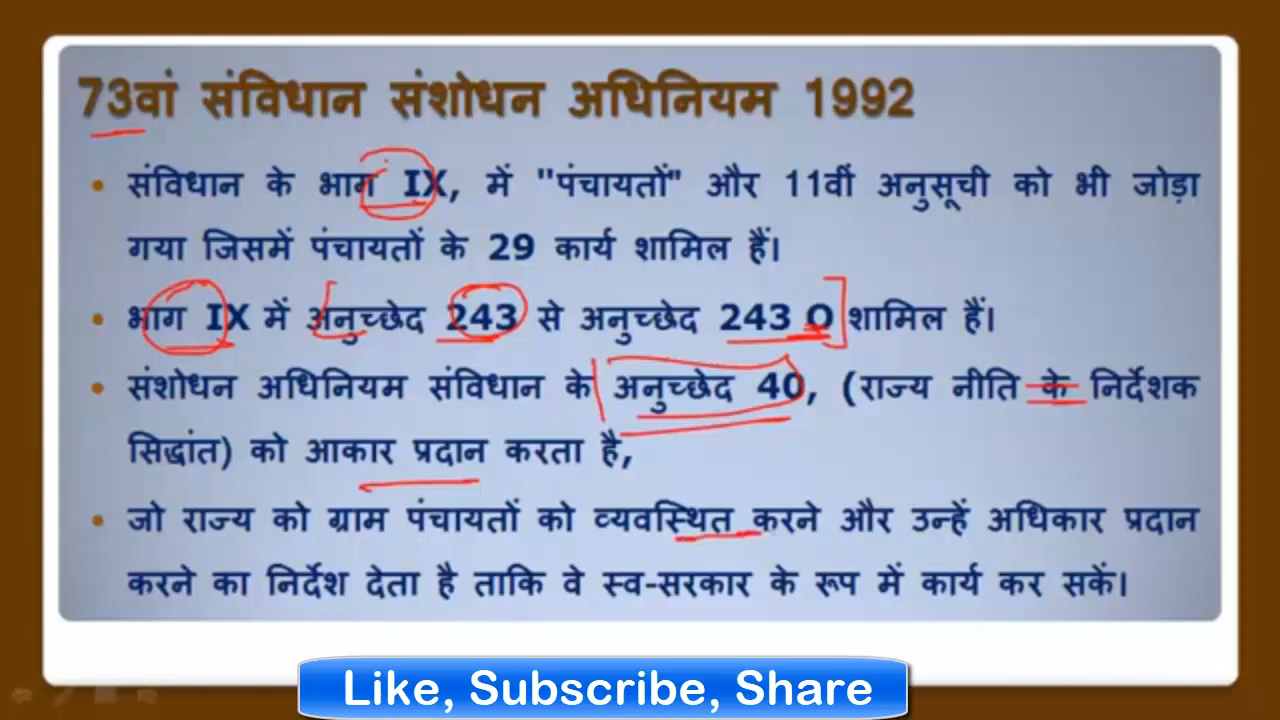 73वां संविधान संशोधन अधिनियम 1992
• संविधान के भाग IX, में "पंचायतों" और 11वीं अनुसूची को भी जोड़ा
गया जिसमें पंचायतों के 29 कार्य शामिल हैं।
• भाग IX में अनुच्छेद 243 से अनुच्छेद 243 O शामिल हैं।
• संशोधन अधिनियम संविधान के अनुच्छेद 40, (राज्य नीति के निर्देशक
सिद्धांत) को आकार प्रदान करता है,
• जो राज्य को ग्राम पंचायतों को व्यवस्थित करने और उन्हें अधिकार प्रदान
करने का निर्देश देता है ताकि वे स्व-सरकार के रूप में कार्य कर सकें।
Like, Subscribe, Share